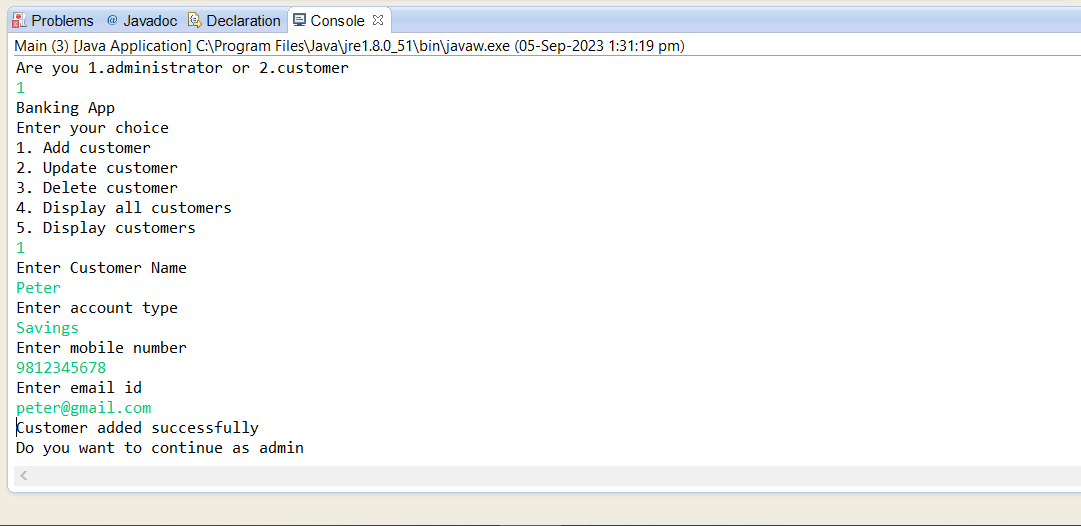 Problems @ Javadoc Declaration Console
Main (3) [Java Application] C:\Program Files\Java\jre1.8.0_51\bin\javaw.exe (05-Sep-2023 1:31:19 pm)
Are you 1.administrator or 2.customer
1
Banking App
Enter your choice
1. Add customer
2. Update customer
3. Delete customer
4. Display all customers
5. Display customers
1
Enter Customer Name
Peter
Enter account type
Savings
Enter mobile number
9812345678
Enter email id
peter@gmail.com
Customer added successfully
Do you want to continue as admin